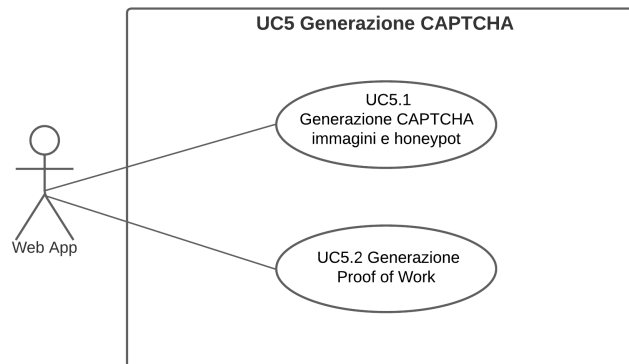 UC5 Generazione CAPTCHA
UC5.1
Generazione CAPTCHA
immagini e honeypot
Web App
UC5.2 Generazione
Proof of Work